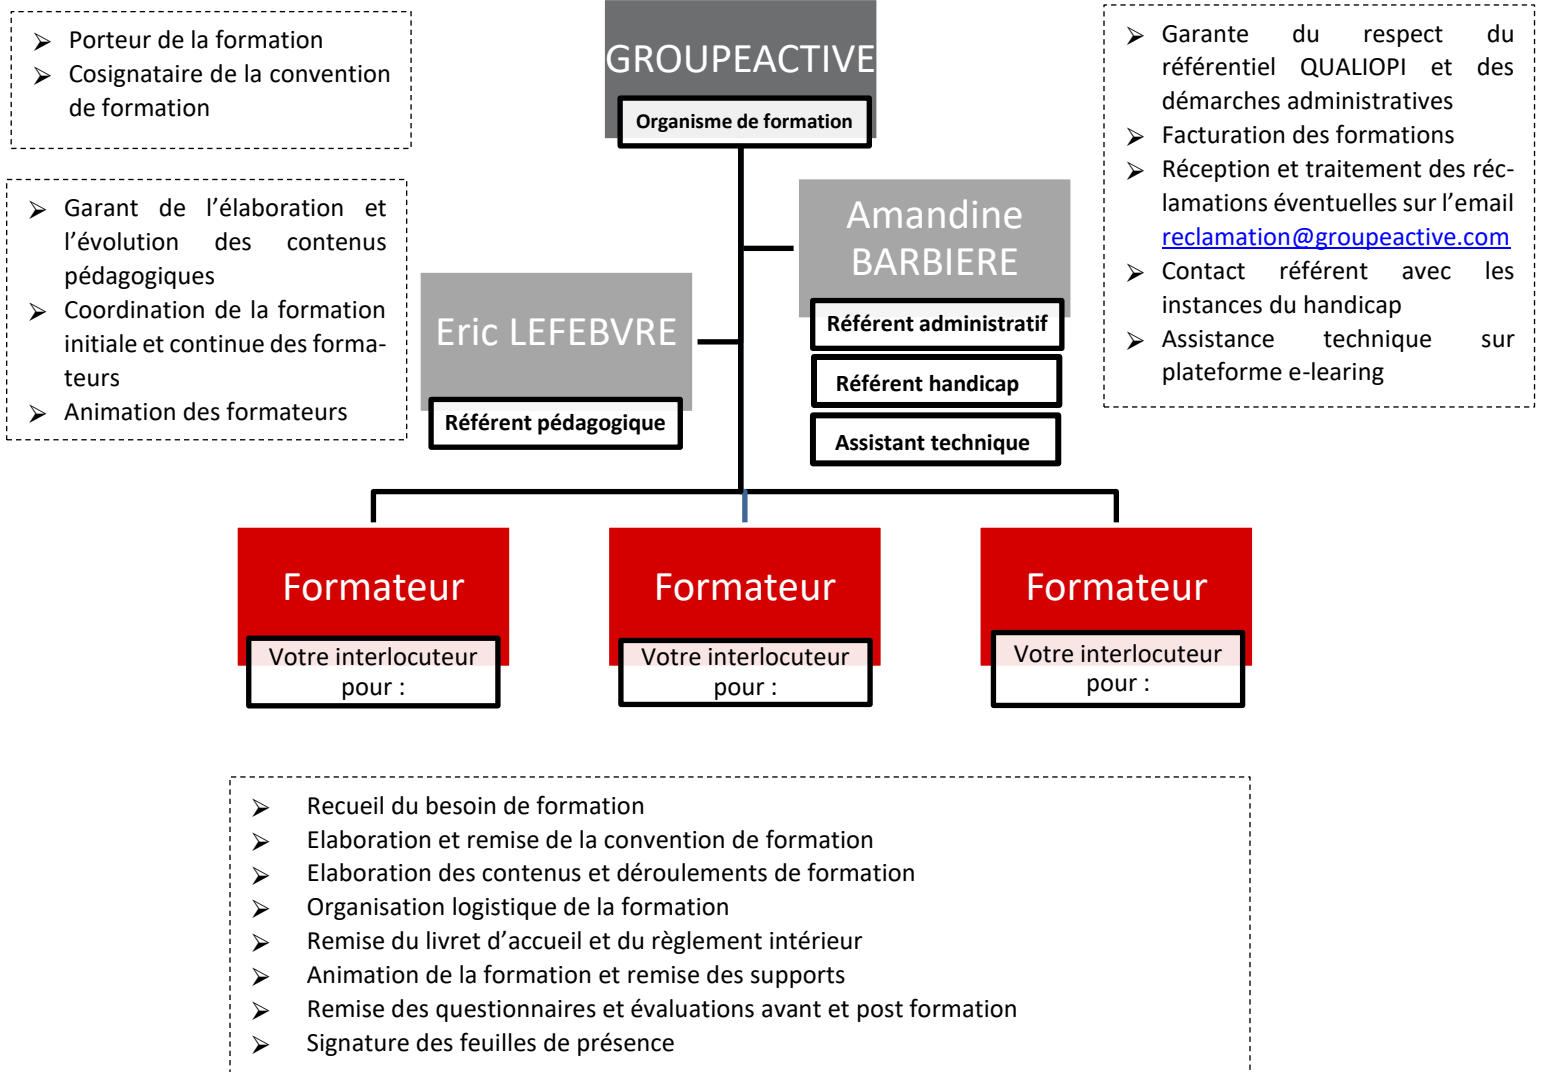 ➢ Porteur de la formation
➢ Cosignataire de la convention
de formation
GROUPEACTIVE
Organisme de formation
➢ Garante du respect du
référentiel QUALIOPI et des
démarches administratives
➢ Facturation des formations
➢ Réception et traitement des réc-
lamations éventuelles sur l'email
reclamation@groupeactive.com
➢ Contact référent avec les
instances du handicap
➢ Assistance technique sur
plateforme e-learing
➢ Garant de l'élaboration et
l'évolution des contenus
pédagogiques
➢ Coordination de la formation
initiale et continue des forma-
teurs
➢ Animation des formateurs
Amandine
BARBIERE
Référent administratif
Référent handicap
Assistant technique
Eric LEFEBVRE
Référent pédagogique
Formateur
Votre interlocuteur
pour :
Formateur
Votre interlocuteur
pour :
Formateur
Votre interlocuteur
pour :
➢ Recueil du besoin de formation
➢ Elaboration et remise de la convention de formation
➢ Elaboration des contenus et déroulements de formation
➢ Organisation logistique de la formation
➢ Remise du livret d'accueil et du règlement intérieur
➢ Animation de la formation et remise des supports
➢ Remise des questionnaires et évaluations avant et post formation
➢ Signature des feuilles de présence